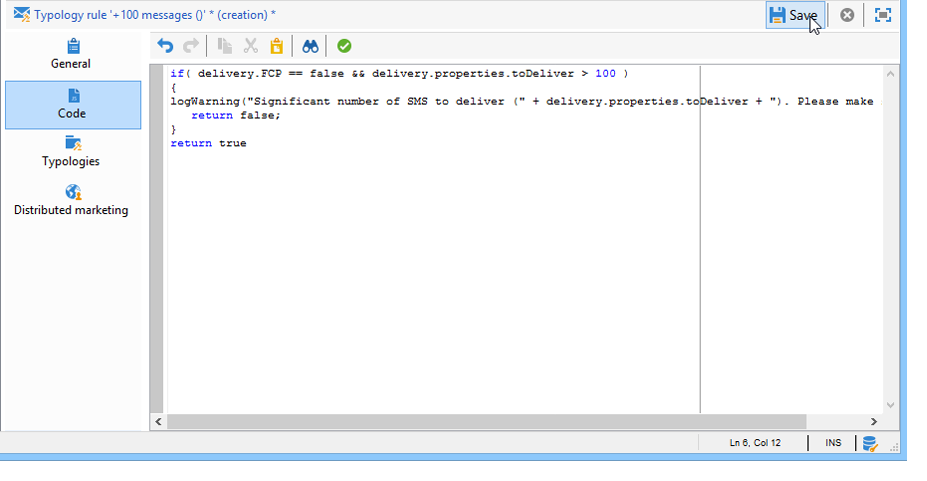 Typology rule '+100 messages ()' * (creation) *
Save
General
Code
Typologies
Distributed marketing
if( delivery.FCP == false && delivery.properties.toDeliver > 100 )
{
logWarning("Significant number of SMS to deliver (" + delivery.properties.toDeliver + "). Please make
return false;
}
return true
Ln 6, Col 12
INS